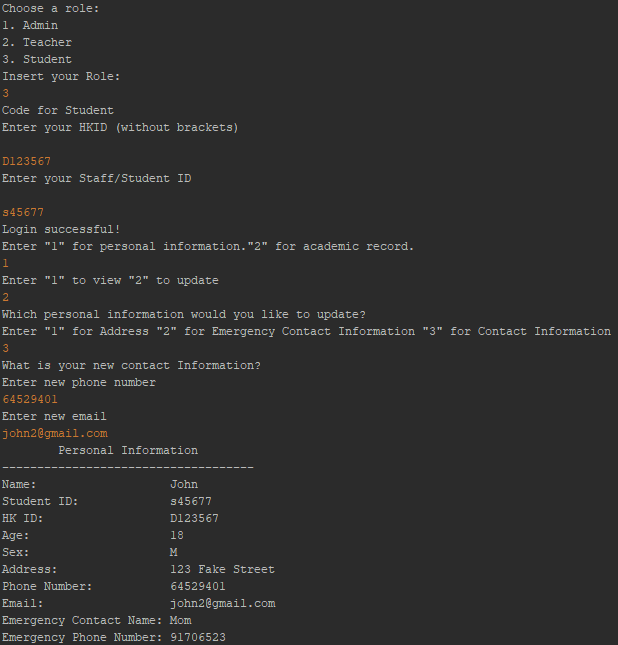 Choose a role:
1. Admin
2. Teacher
3. Student
Insert your Role:
3
Code for Student
Enter your HKID (without brackets)
D123567
Enter your Staff/Student ID
s45677
Login successful!
Enter "1" for personal information."2" for academic record.
1
Enter "1" to view "2" to update
2
Which personal information would you like to update?
Enter "1" for Address "2" for Emergency Contact Information "3" for Contact Information
3
What is your new contact Information?
Enter new phone number
64529401
Enter new email
john2@gmail.com
Personal Information
------------------------------------
Name: John
Student ID: s45677
HK ID: D123567
Age: 18
Sex: M
Address: 123 Fake Street
Phone Number: 64529401
Email: john2@gmail.com
Emergency Contact Name: Mom
Emergency Phone Number: 91706523